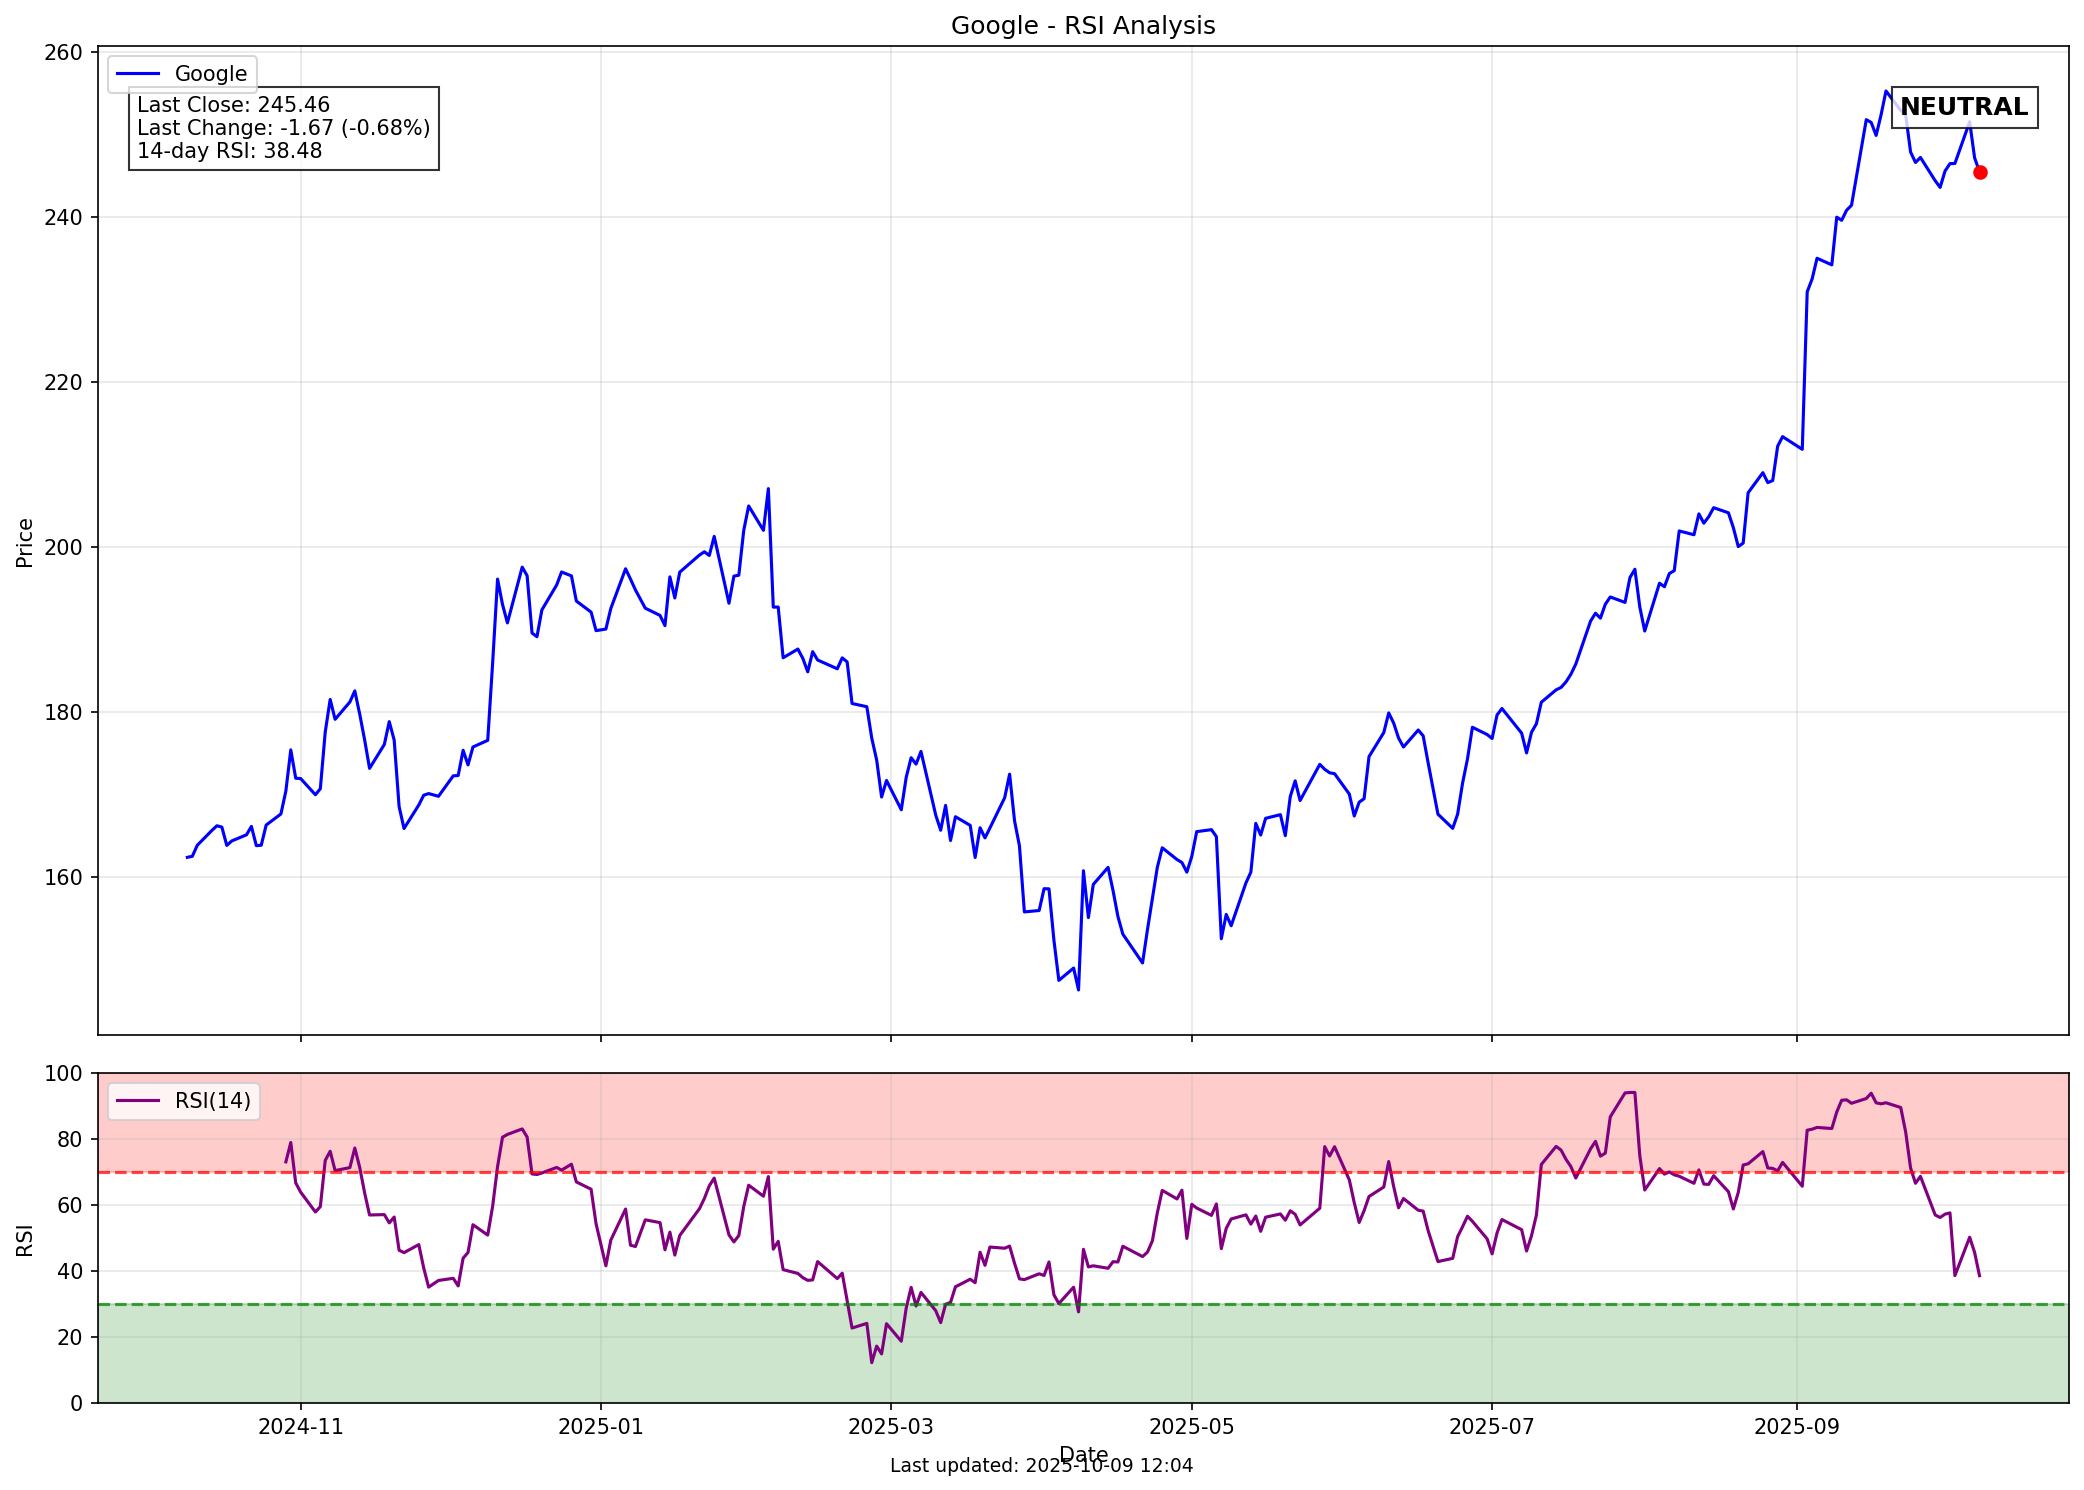 Google - RSI Analysis
Google
Last Close: 245.46
Last Change: -1.67 (-0.68%)
14-day RSI: 38.48
NEUTRAL
260
240
220
200
180
160
Price
RSI(14)
100
80
60
40
20
0
RSI
2024-11
2025-01
2025-03
2025-05
2025-07
2025-09
Date
Last updated: 2025-10-09 12:04